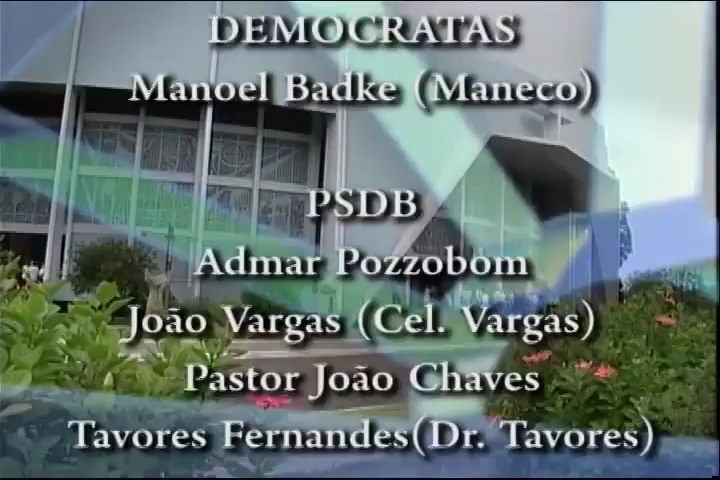 DEMOCRATAS
Manoel Badke (Maneco)
PSDB
Admar Pozzobom
João Vargas (Cel. Vargas)
Pastor João Chaves
Tavores Fernandes(Dr. Tavores)